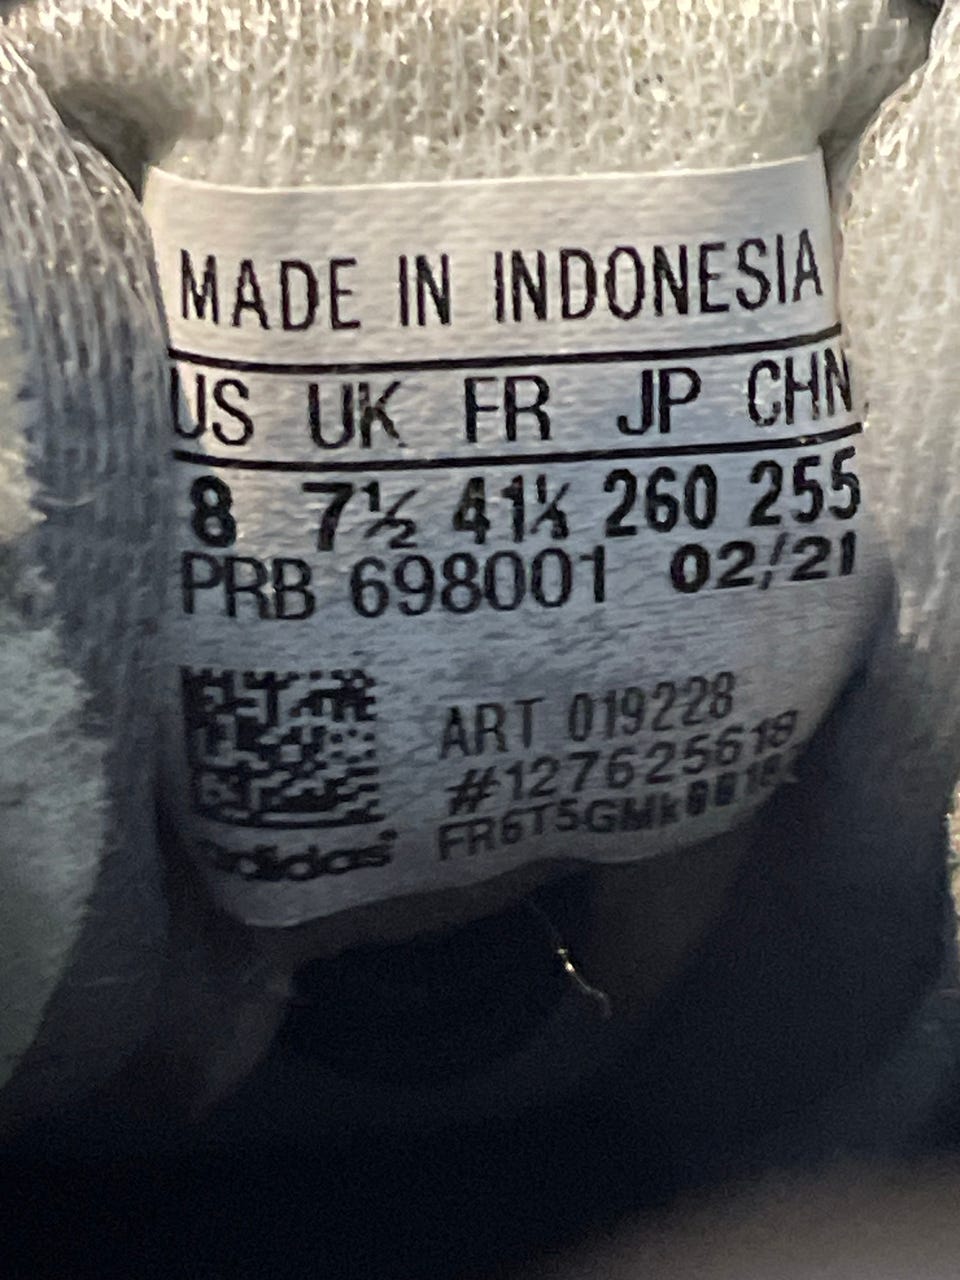 MADE IN INDONESIA
US UK FR JP CHN
8 7½ 41⅓ 260 255
PRB 698001 02/21
ART 019228
#127625618
adidas